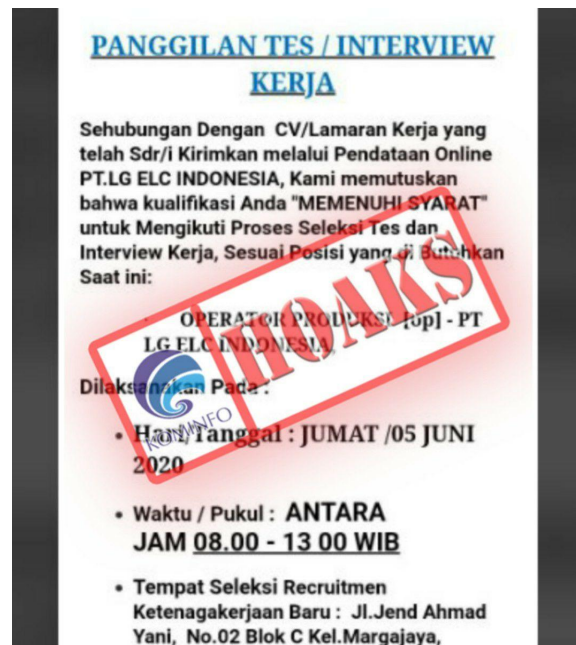 PANGGILAN TES / INTERVIEW
KERJA
Sehubungan Dengan CV/Lamaran Kerja yang
telah Sdr/i Kirimkan melalui Pendataan Online
PT.LG ELC INDONESIA, Kami memutuskan
bahwa kualifikasi Anda "MEMENUHI SYARAT"
untuk Mengikuti Proses Seleksi Tes dan
Interview Kerja, Sesuai Posisi yang di Butuhkan
Saat ini:
OPERATOR PRODUKSI [op] - PT
LG ELC INDONESIA
HOAKS
KOMINFO
Dilaksanakan Pada :
• Hari/Tanggal : JUMAT /05 JUNI
2020
• Waktu / Pukul : ANTARA
JAM 08.00 - 13 00 WIB
• Tempat Seleksi Recruitmen
Ketenagakerjaan Baru : Jl.Jend Ahmad
Yani, No.02 Blok C Kel.Margajaya,